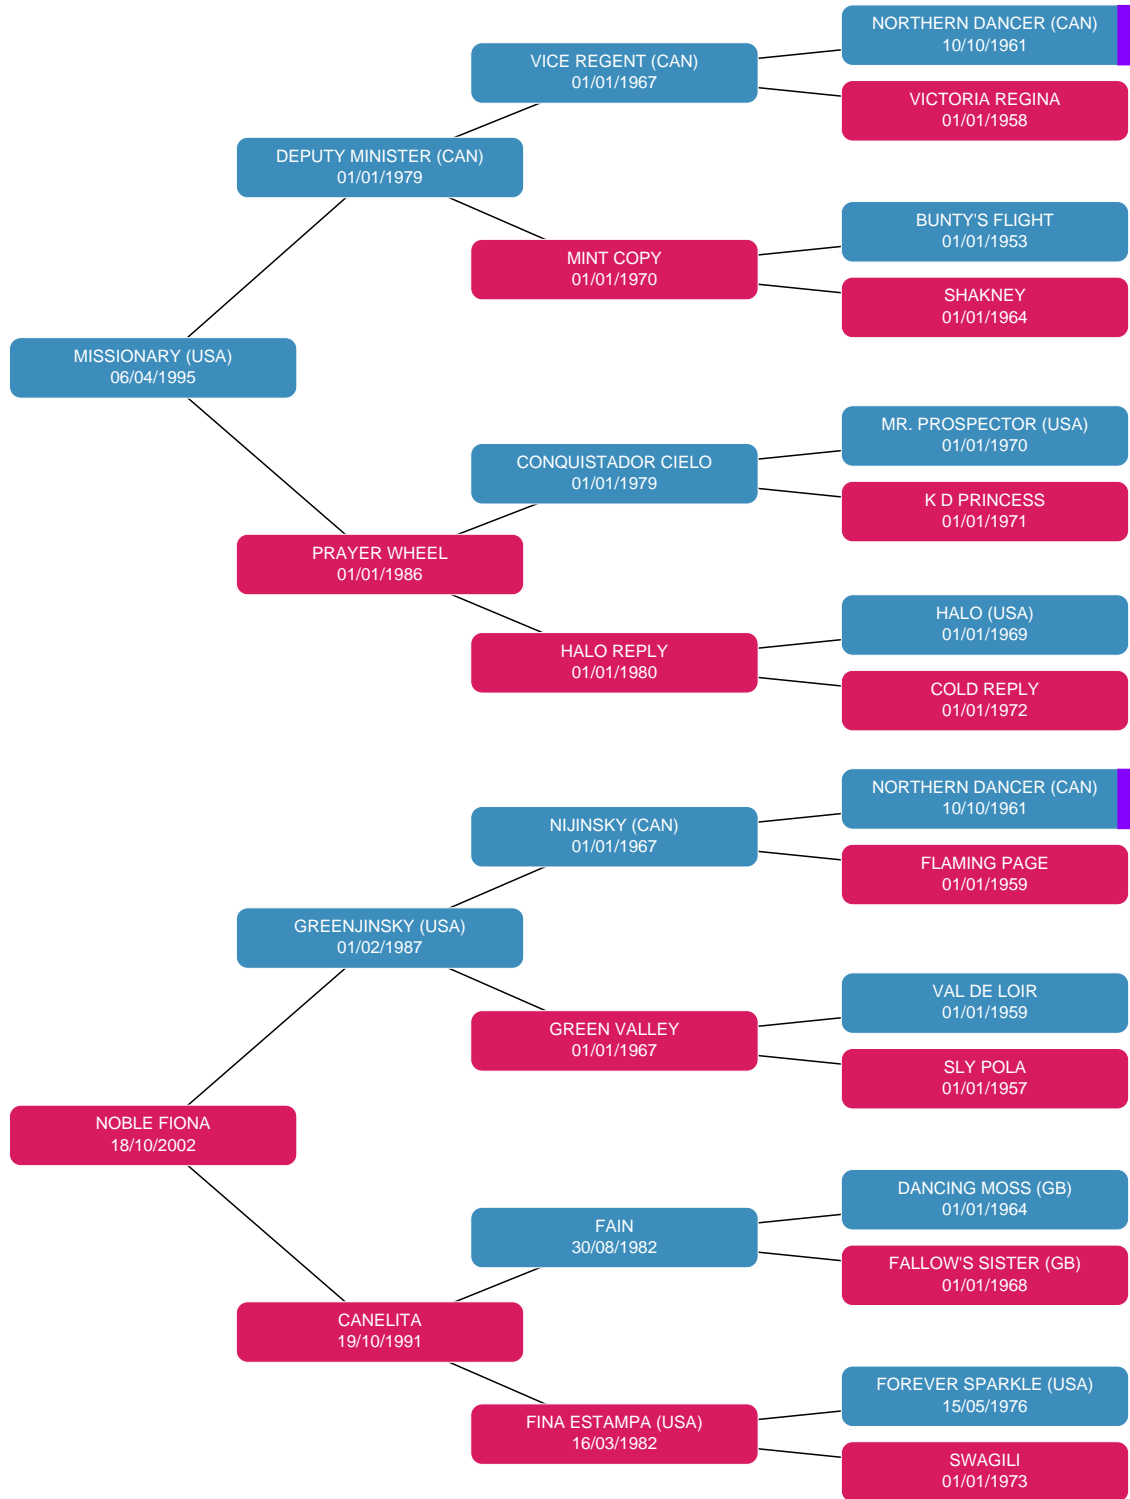 NORTHERN DANCER (CAN)
10/10/1961
VICE REGENT (CAN)
01/01/1967
VICTORIA REGINA
01/01/1958
DEPUTY MINISTER (CAN)
01/01/1979
BUNTY'S FLIGHT
01/01/1953
MINT COPY
01/01/1970
SHAKNEY
01/01/1964
MISSIONARY (USA)
06/04/1995
MR. PROSPECTOR (USA)
01/01/1970
CONQUISTADOR CIELO
01/01/1979
K D PRINCESS
01/01/1971
PRAYER WHEEL
01/01/1986
HALO (USA)
01/01/1969
HALO REPLY
01/01/1980
COLD REPLY
01/01/1972
NORTHERN DANCER (CAN)
10/10/1961
NIJINSKY (CAN)
01/01/1967
FLAMING PAGE
01/01/1959
GREENJINSKY (USA)
01/02/1987
VAL DE LOIR
01/01/1959
GREEN VALLEY
01/01/1967
SLY POLA
01/01/1957
NOBLE FIONA
18/10/2002
DANCING MOSS (GB)
01/01/1964
FAIN
30/08/1982
FALLOW'S SISTER (GB)
01/01/1968
CANELITA
19/10/1991
FOREVER SPARKLE (USA)
15/05/1976
FINA ESTAMPA (USA)
16/03/1982
SWAGILI
01/01/1973